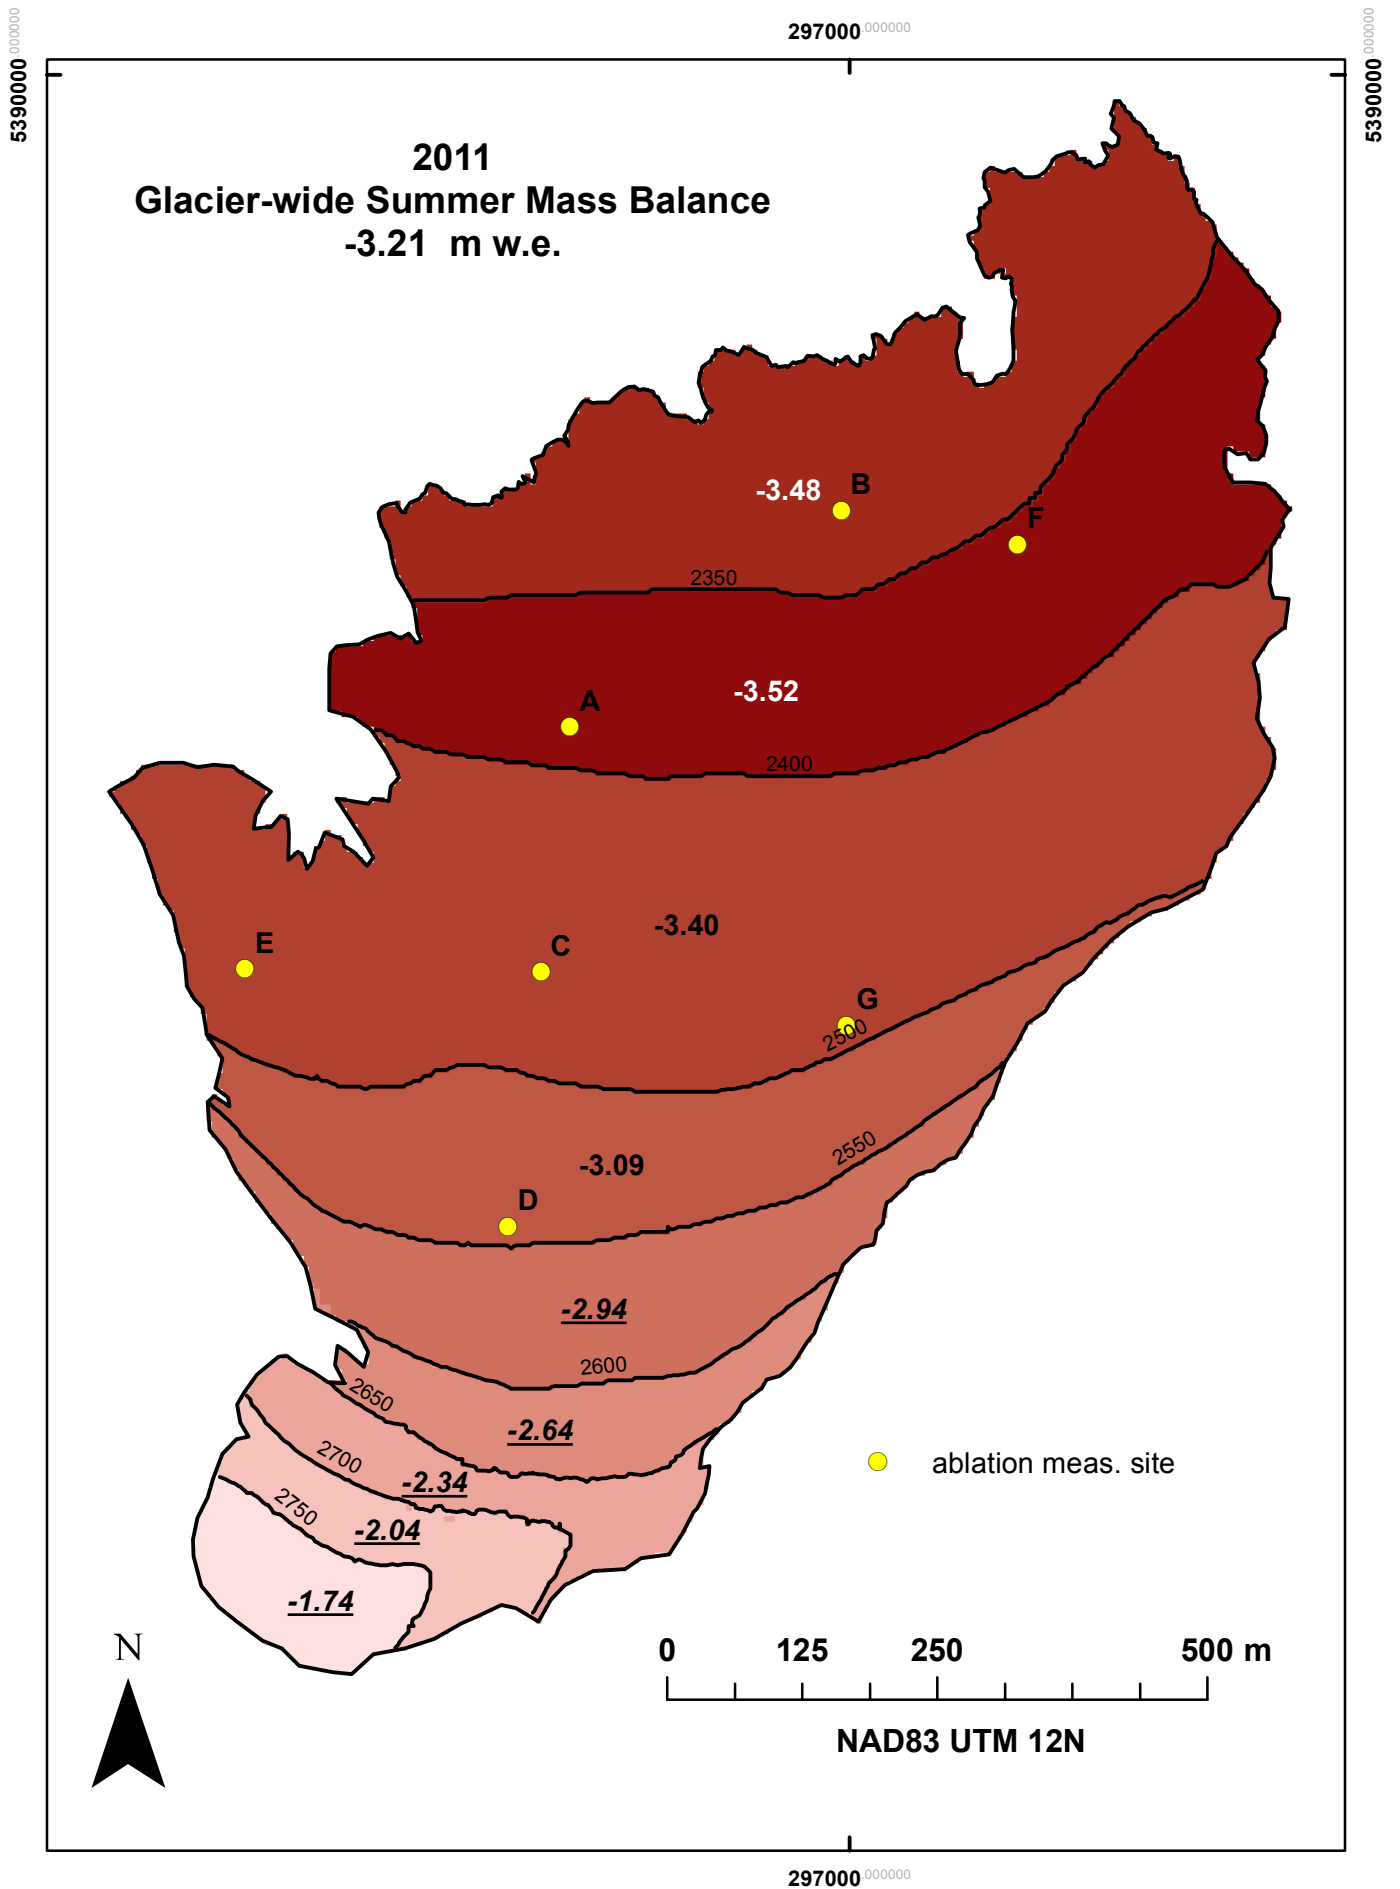 297000.000000
5390000.000000
5390000.000000
2011
Glacier-wide Summer Mass Balance
-3.21 m w.e.
-3.48
B
F
2350
-3.52
A
2400
-3.40
E
C
G
2500
-3.09
2550
D
-2.94
2600
2650
-2.64
2700
-2.34
ablation meas. site
2750
-2.04
-1.74
N
0 125 250 500 m
NAD83 UTM 12N
297000.000000